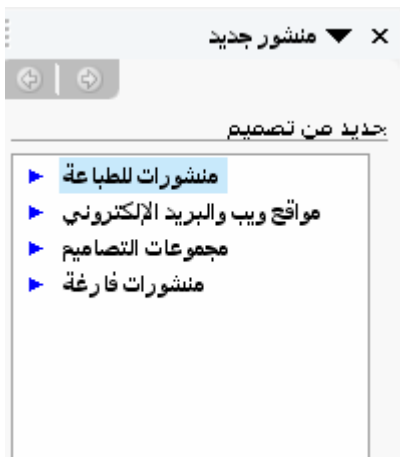 منشور جديد
جديد من تصميم
منشورات للطباعة
مواقع ويب والبريد الإلكتروني
مجموعات التصاميم
منشورات فارغة